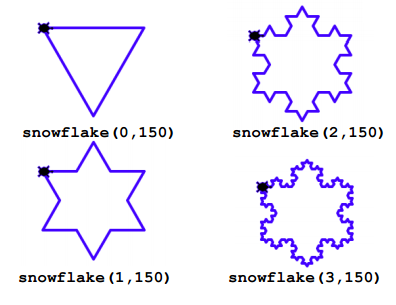 snowflake(0,150)
snowflake(2,150)
snowflake(1,150)
snowflake(3,150)